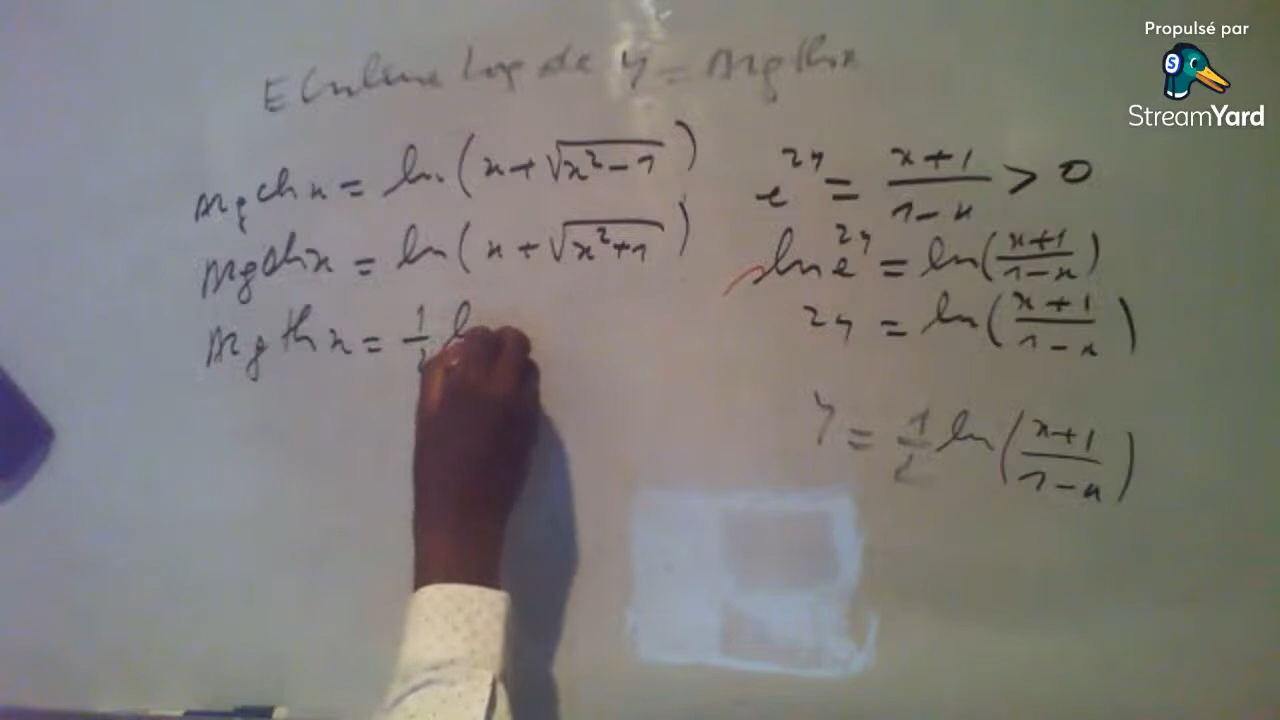 Propulsé par
StreamYard
Ecriture log de y = Argthx
Argchx = ln(x+√(x²-1))
Argshx = ln(x+√(x²+1))
Argthx = 1/2 l
e^2y = (x+1)/(1-x) > 0
ln e^2y = ln((x+1)/(1-x))
2y = ln((x+1)/(1-x))
y = 1/2 ln((x+1)/(1-x))